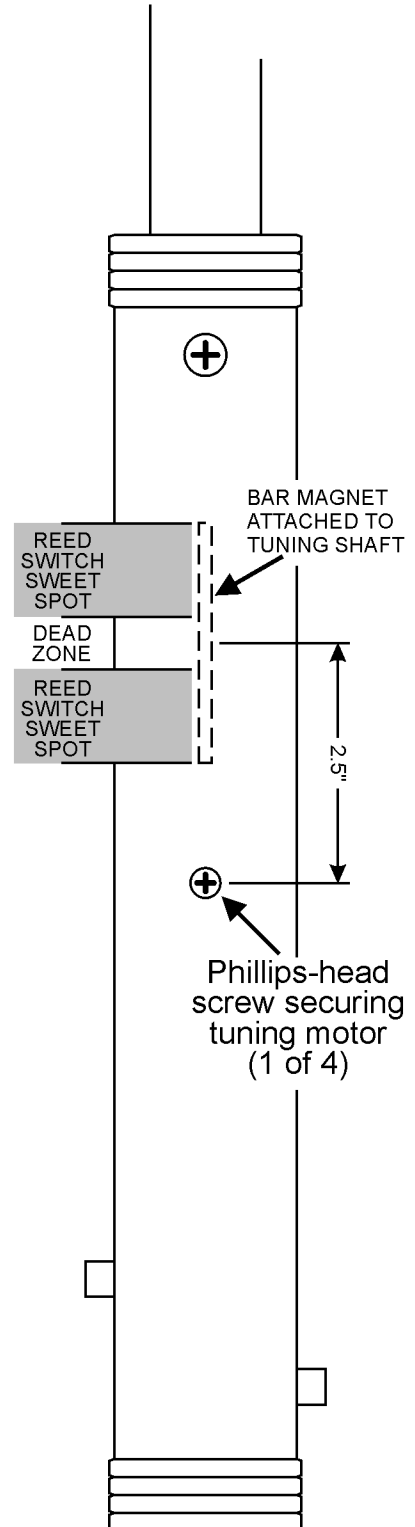 BAR MAGNET
ATTACHED TO
TUNING SHAFT
REED
SWITCH
SWEET
SPOT
DEAD
ZONE
REED
SWITCH
SWEET
SPOT
2.5"
Phillips-head
screw securing
tuning motor
(1 of 4)